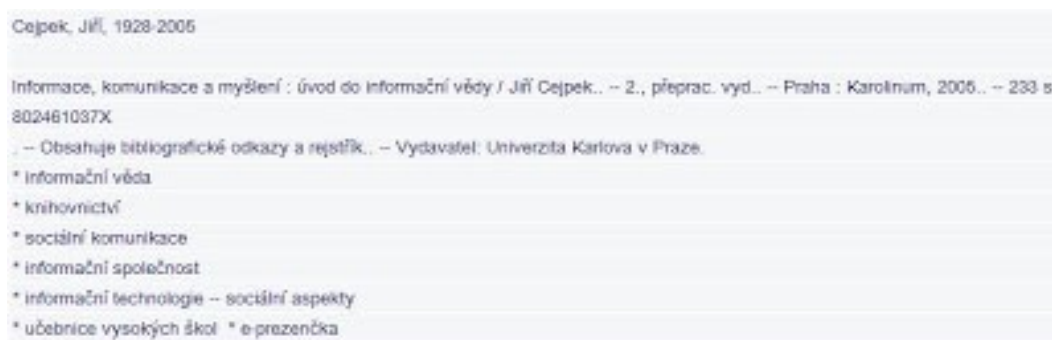 Cejpek, Jiří, 1928-2005
Informace, komunikace a myšlení : úvod do informační vědy / Jiří Cejpek.. -- 2., přeprac. vyd.. -- Praha : Karolinum, 2005.. -- 233 s
802461037X
. -- Obsahuje bibliografické odkazy a rejstřík.. -- Vydavatel: Univerzita Karlova v Praze.
* informační věda
* knihovnictví
* sociální komunikace
* informační společnost
* informační technologie -- sociální aspekty
* učebnice vysokých škol * e-prezenčka